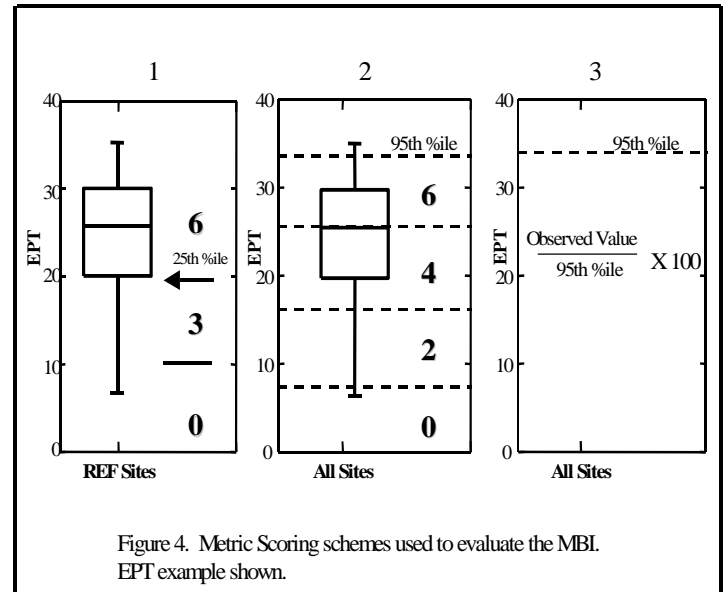 1
40
30
20
10
0
EPT
6
25th %ile
3
0
REF Sites
2
40
30
20
10
0
EPT
95th %ile
6
4
2
0
All Sites
3
40
30
20
10
0
EPT
95th %ile
Observed Value
95th %ile
X 100
All Sites
Figure 4. Metric Scoring schemes used to evaluate the MBI.
EPT example shown.